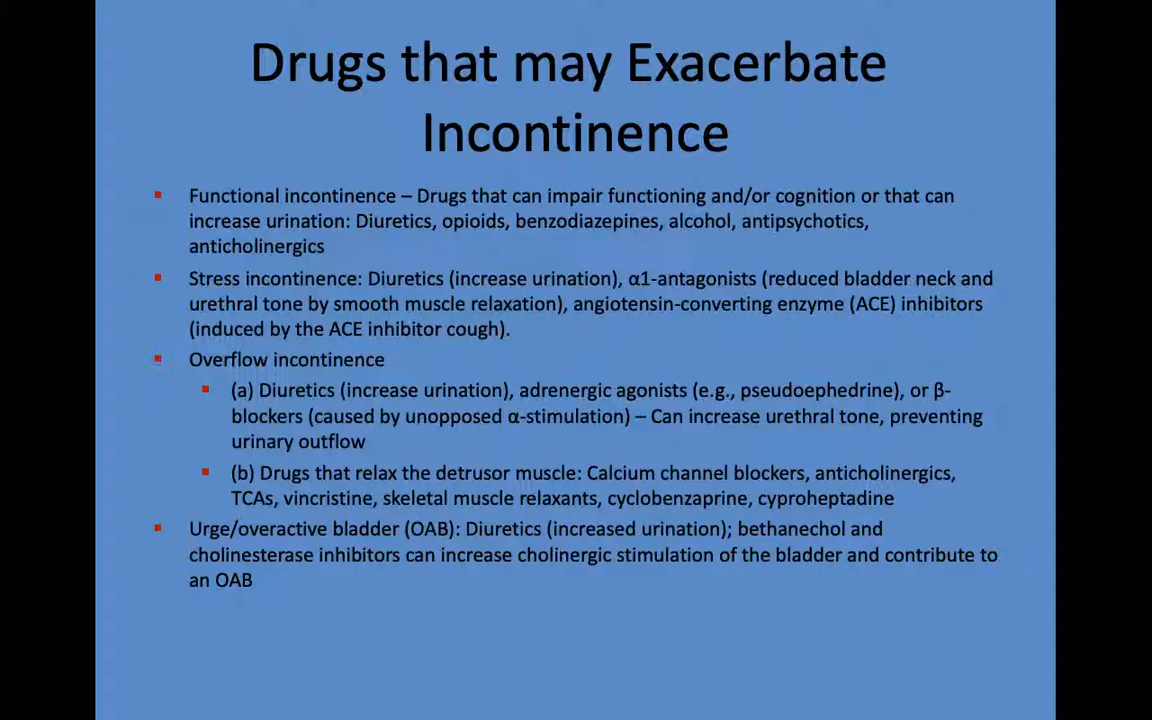 Drugs that may Exacerbate
Incontinence
Functional incontinence – Drugs that can impair functioning and/or cognition or that can
increase urination: Diuretics, opioids, benzodiazepines, alcohol, antipsychotics,
anticholinergics
Stress incontinence: Diuretics (increase urination), α1-antagonists (reduced bladder neck and
urethral tone by smooth muscle relaxation), angiotensin-converting enzyme (ACE) inhibitors
(induced by the ACE inhibitor cough).
Overflow incontinence
(a) Diuretics (increase urination), adrenergic agonists (e.g., pseudoephedrine), or β-
blockers (caused by unopposed α-stimulation) – Can increase urethral tone, preventing
urinary outflow
(b) Drugs that relax the detrusor muscle: Calcium channel blockers, anticholinergics,
TCAs, vincristine, skeletal muscle relaxants, cyclobenzaprine, cyproheptadine
Urge/overactive bladder (OAB): Diuretics (increased urination); bethanechol and
cholinesterase inhibitors can increase cholinergic stimulation of the bladder and contribute to
an OAB